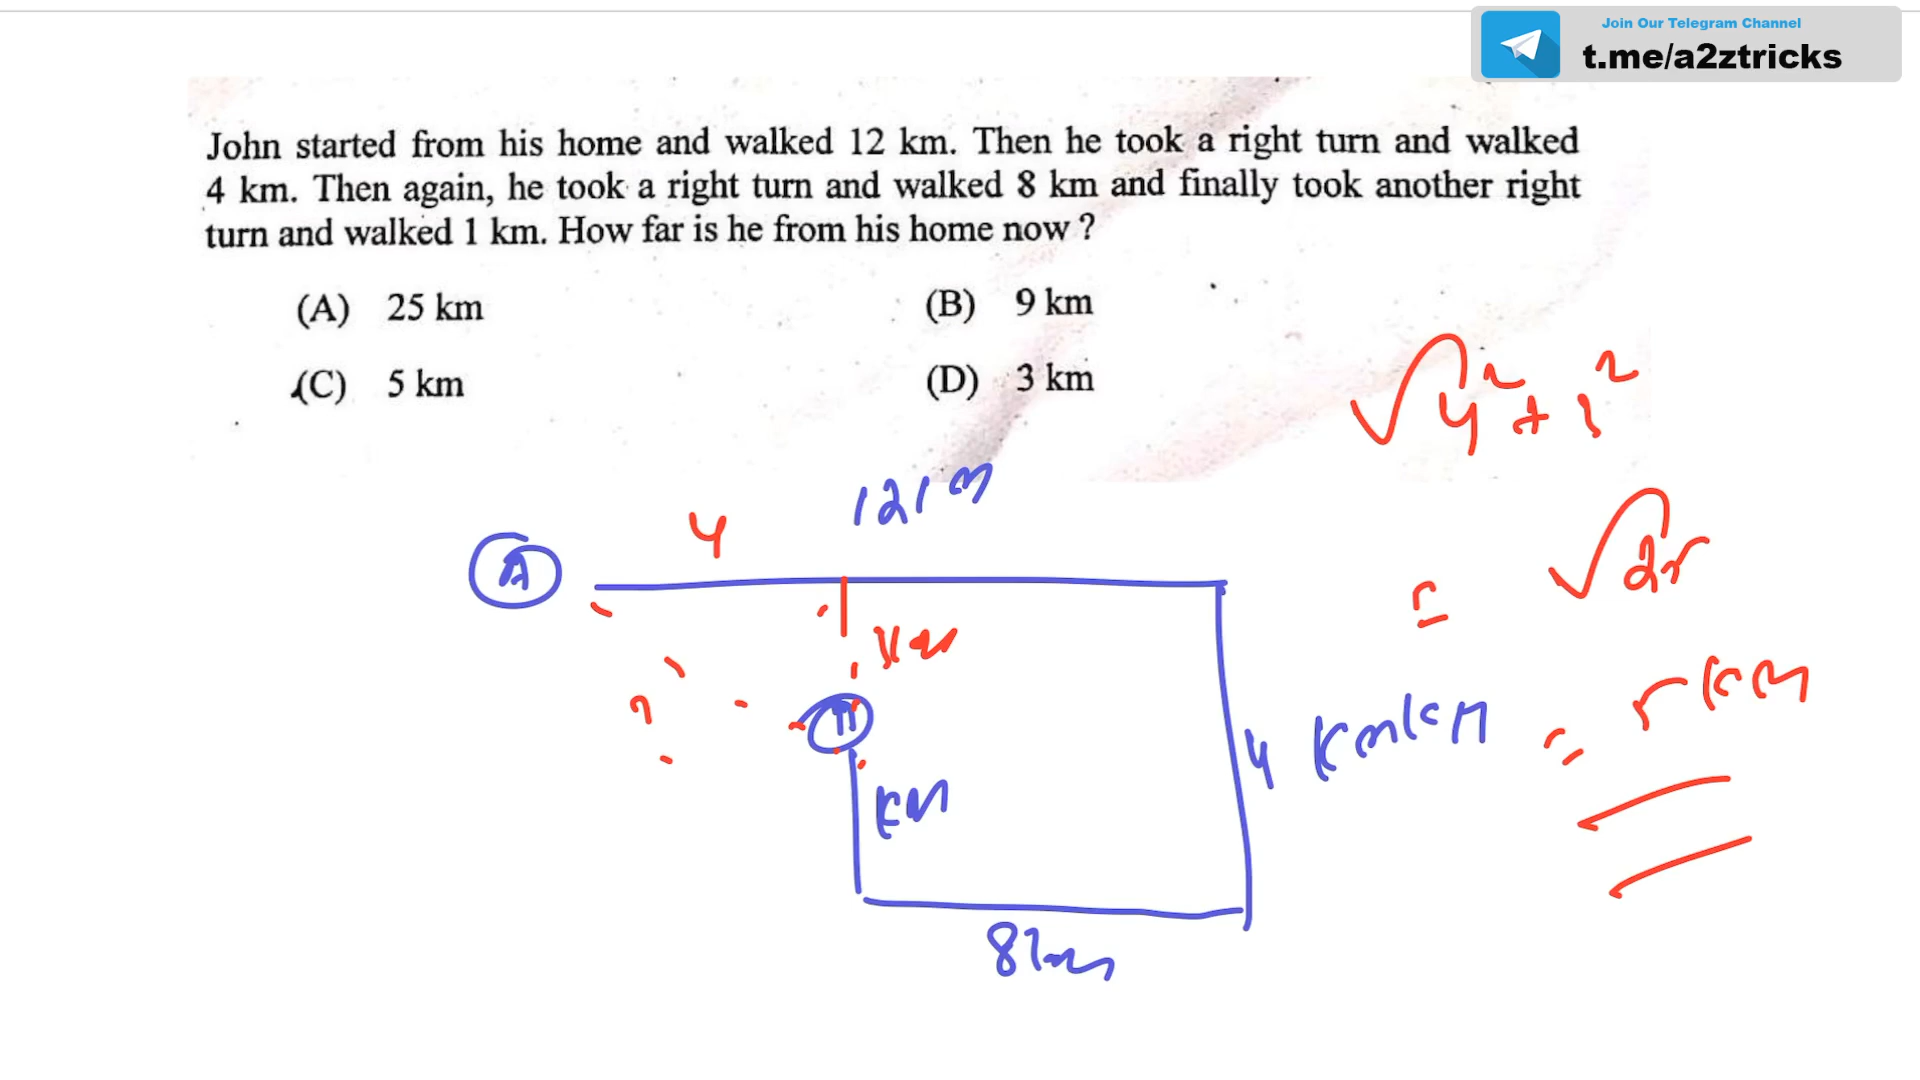 Join Our Telegram Channel
t.me/a2ztricks
John started from his home and walked 12 km. Then he took a right turn and walked
4 km. Then again, he took a right turn and walked 8 km and finally took another right
turn and walked 1 km. How far is he from his home now ?
(A) 25 km
(B) 9 km
(C) 5 km
(D) 3 km
√4²+3²
4
A
=
4 km
km
8 km